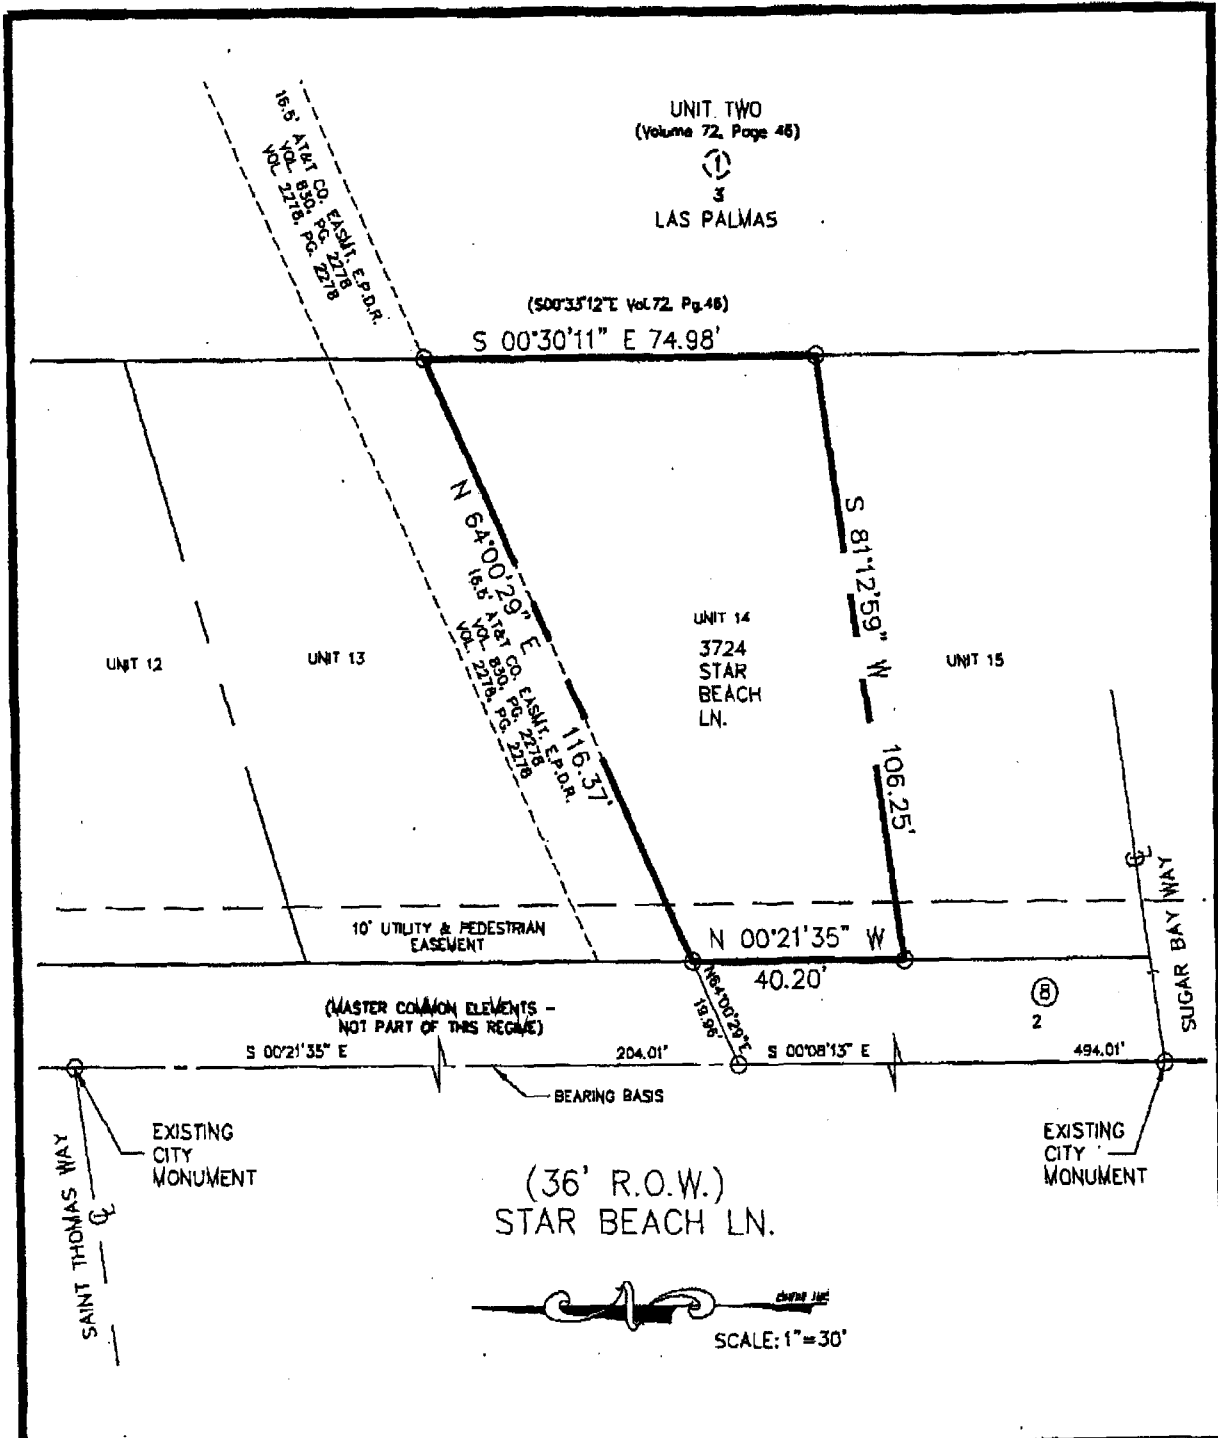 UNIT TWO
(Volume 72, Page 46)
1
3
LAS PALMAS
16.5' AT&T CO. EASMT. E.P.D.R.
VOL. 830, PG. 2278
VOL. 2278, PG. 2278
(S00°33'12"E Vol.72, Pg.46)
S 00°30'11" E 74.98'
N 64°00'29" E
116.37'
16.5' AT&T CO. EASMT. E.P.D.R.
VOL. 830, PG. 2278
VOL. 2278, PG. 2278
S 81°12'59" W
106.25'
UNIT 12
UNIT 13
UNIT 14
3724
STAR
BEACH
LN.
UNIT 15
10' UTILITY & PEDESTRIAN
EASEMENT
N 00°21'35" W
40.20'
N64°00'29"E
19.96'
(MASTER COMMON ELEMENTS -
NOT PART OF THIS REGIME)
8
2
SUGAR BAY WAY
S 00°21'35" E
204.01'
S 00°08'13" E
494.01'
BEARING BASIS
EXISTING
CITY
MONUMENT
EXISTING
CITY
MONUMENT
SAINT THOMAS WAY
(36' R.O.W.)
STAR BEACH LN.
SCALE: 1"=30'